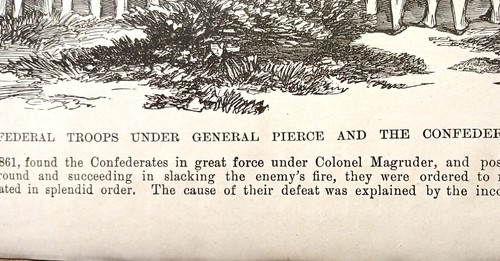 FEDERAL TROOPS UNDER GENERAL PIERCE AND THE CONFEDER
861, found the Confederates in great force under Colonel Magruder, and pos
round and succeeding in slacking the enemy's fire, they were ordered to
ated in splendid order. The cause of their defeat was explained by the inco